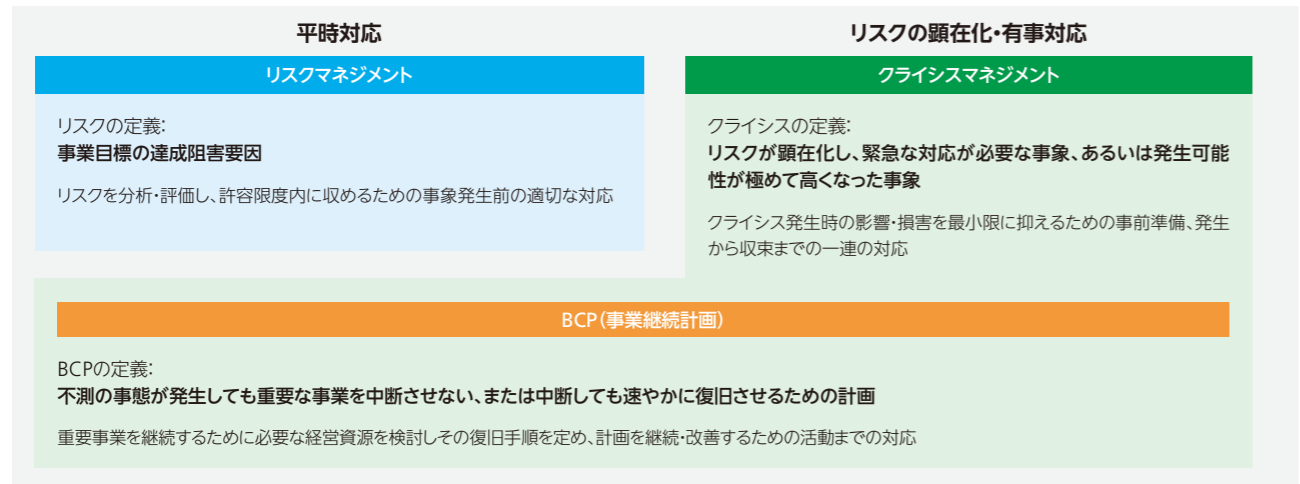 平時対応
リスクマネジメント
リスクの定義:
事業目標の達成阻害要因
リスクを分析・評価し、許容限度内に収めるための事象発生前の適切な対応
リスクの顕在化・有事対応
クライシスマネジメント
クライシスの定義:
リスクが顕在化し、緊急な対応が必要な事象、あるいは発生可能
性が極めて高くなった事象
クライシス発生時の影響・損害を最小限に抑えるための事前準備、発生
から収束までの一連の対応
BCP(事業継続計画)
BCPの定義:
不測の事態が発生しても重要な事業を中断させない、または中断しても速やかに復旧させるための計画
重要事業を継続するために必要な経営資源を検討しその復旧手順を定め、計画を継続・改善するための活動までの対応